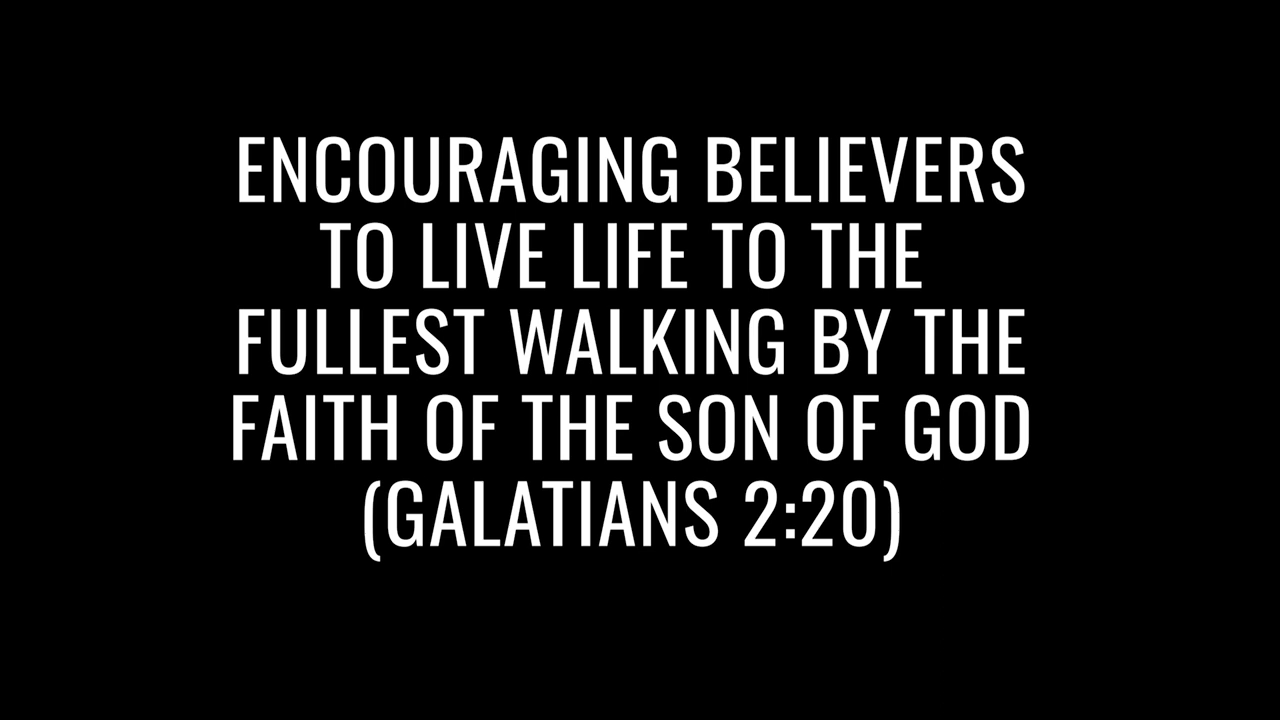 ENCOURAGING BELIEVERS
TO LIVE LIFE TO THE
FULLEST WALKING BY THE
FAITH OF THE SON OF GOD
(GALATIANS 2:20)